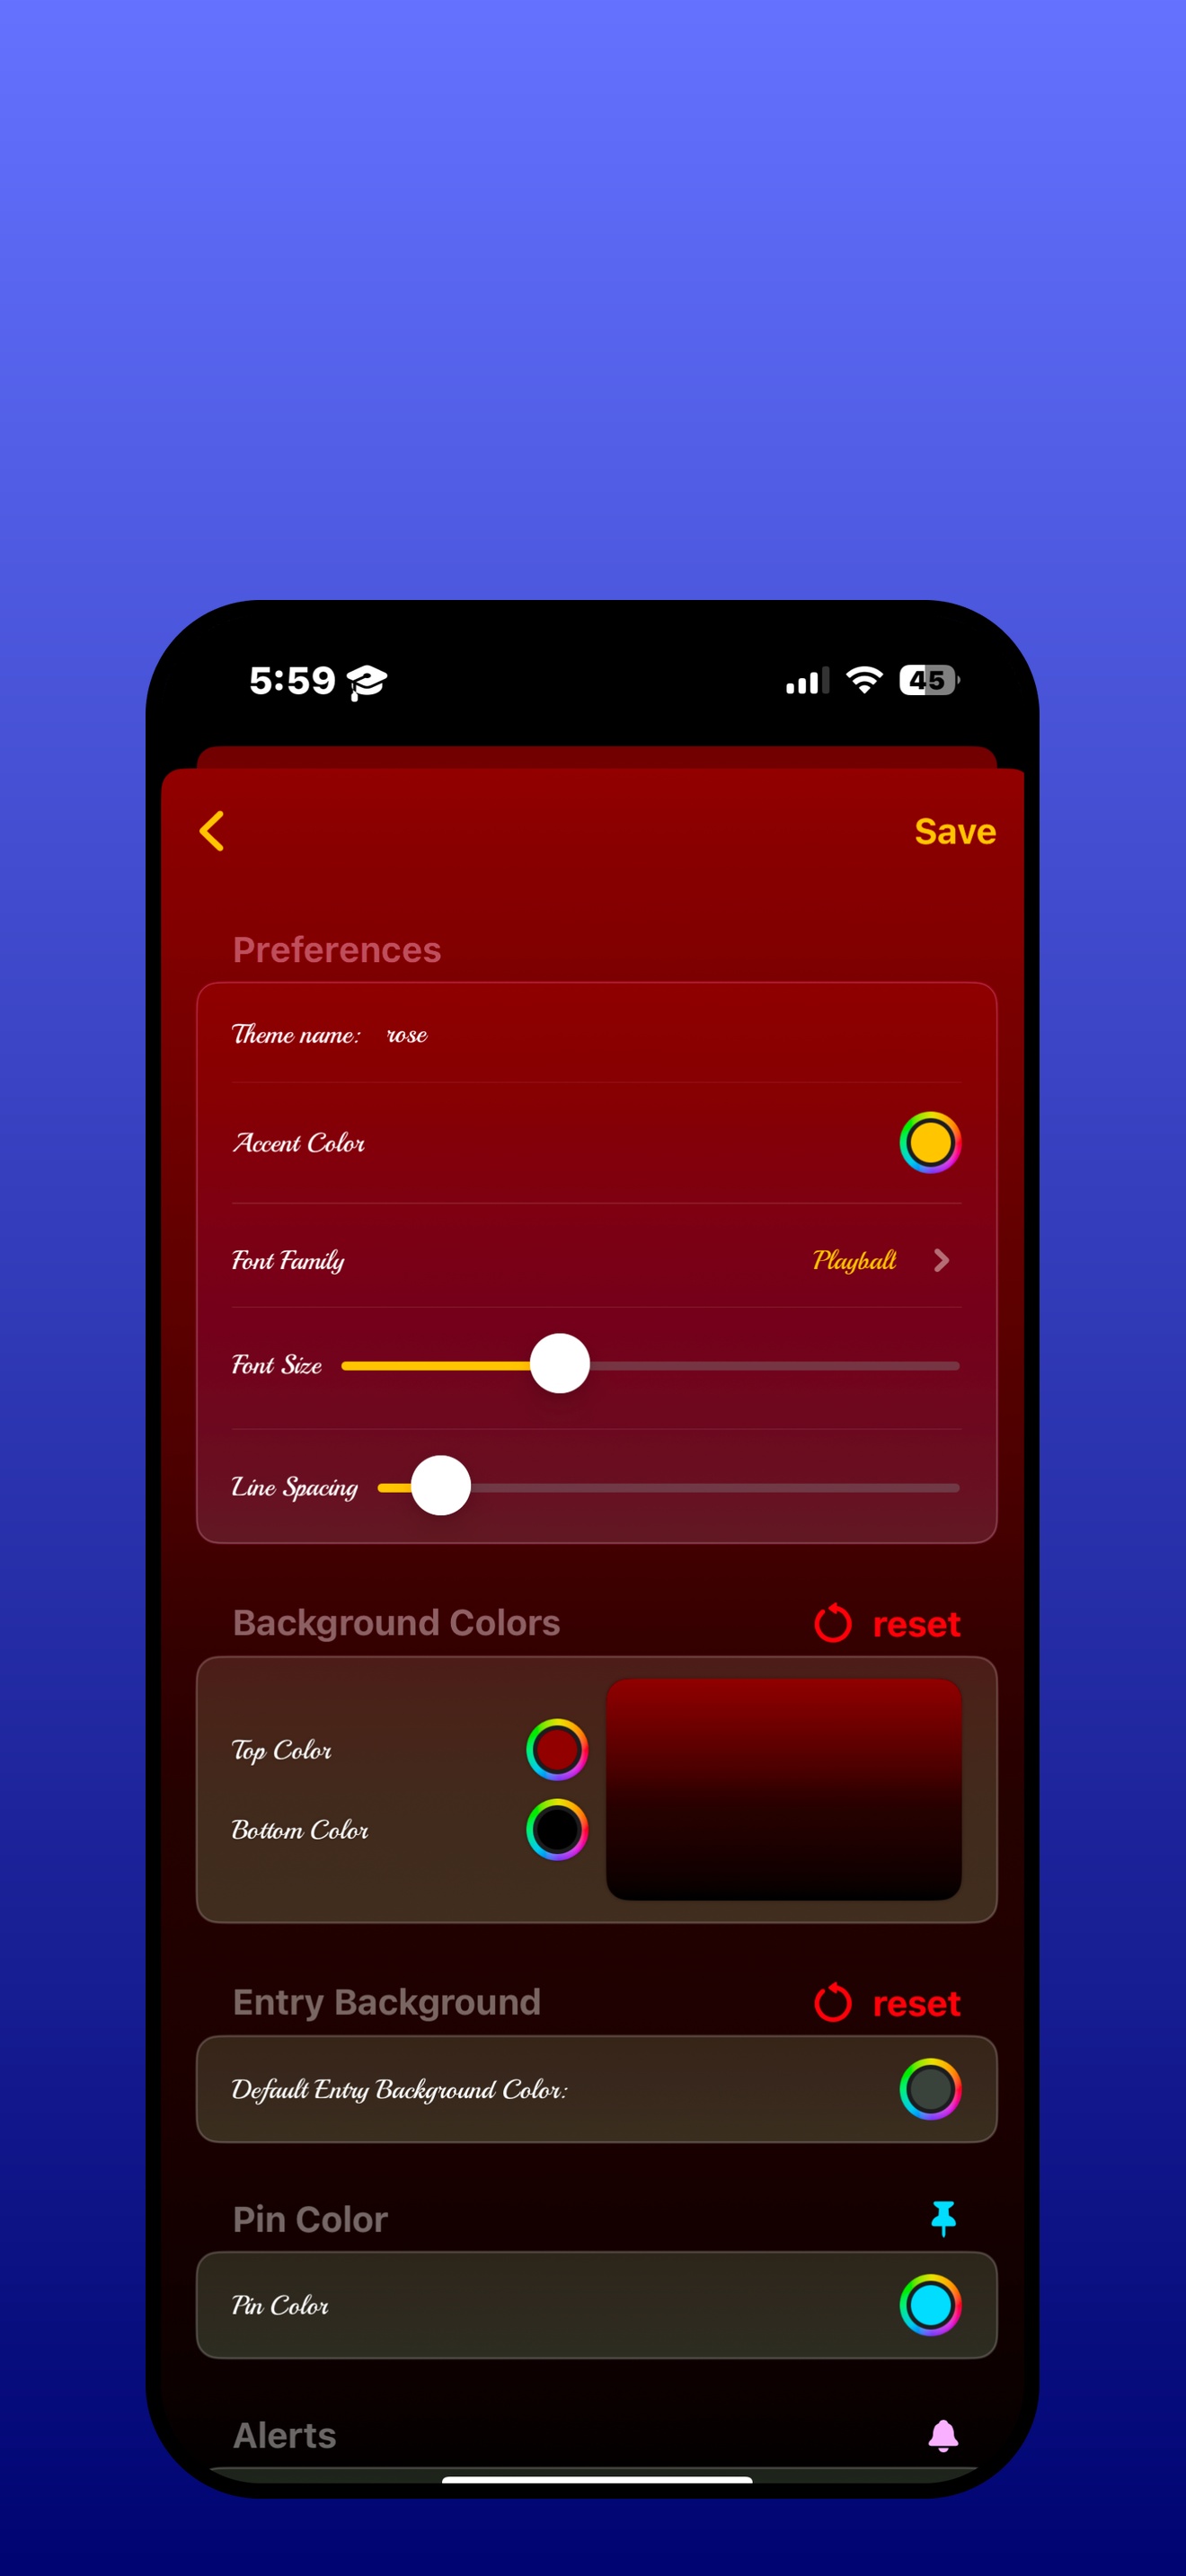 5:59
45
Save
Preferences
Theme name: rose
Accent Color
Font Family Playball
Font Size
Line Spacing
Background Colors reset
Top Color
Bottom Color
Entry Background reset
Default Entry Background Color:
Pin Color
Pin Color
Alerts